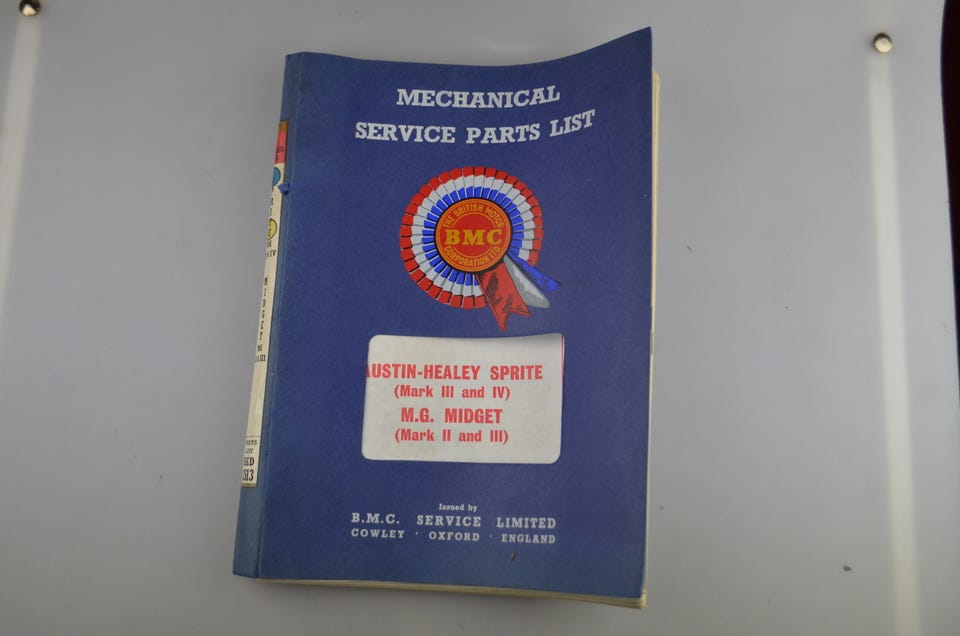 MECHANICAL
SERVICE PARTS LIST
THE BRITISH MOTOR
BMC
CORPORATION LTD
USTIN-HEALEY SPRITE
(Mark III and IV)
M.G. MIDGET
(Mark II and III)
Issued by
B.M.C. SERVICE LIMITED
COWLEY · OXFORD · ENGLAND